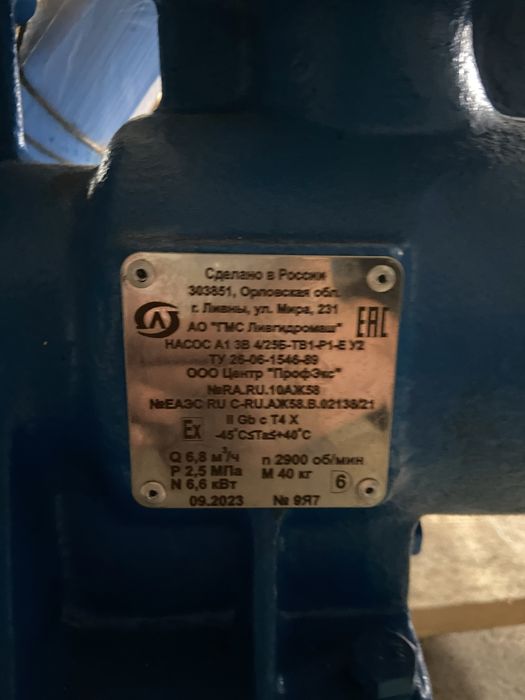 Сделано в России
303851, Орловская обл.
г. Ливны, ул. Мира, 231
АО "ГМС Ливгидромаш"
ЕАС
НАСОС А1 3В 4/25Б-ТВ1-Р1-Е У2
ТУ 26-06-1546-89
ООО Центр "ПрофЭкс"
№RA.RU.10АЖ58
№ЕАЭС RU C-RU.АЖ58.В.02138/21
Ex
II Gb c T4 X
-45°C≤Ta≤+40°C
Q 6,8 м³/ч n 2900 об/мин
P 2,5 МПа М 40 кг
N 6,6 кВт 6
09.2023 № 9Я7